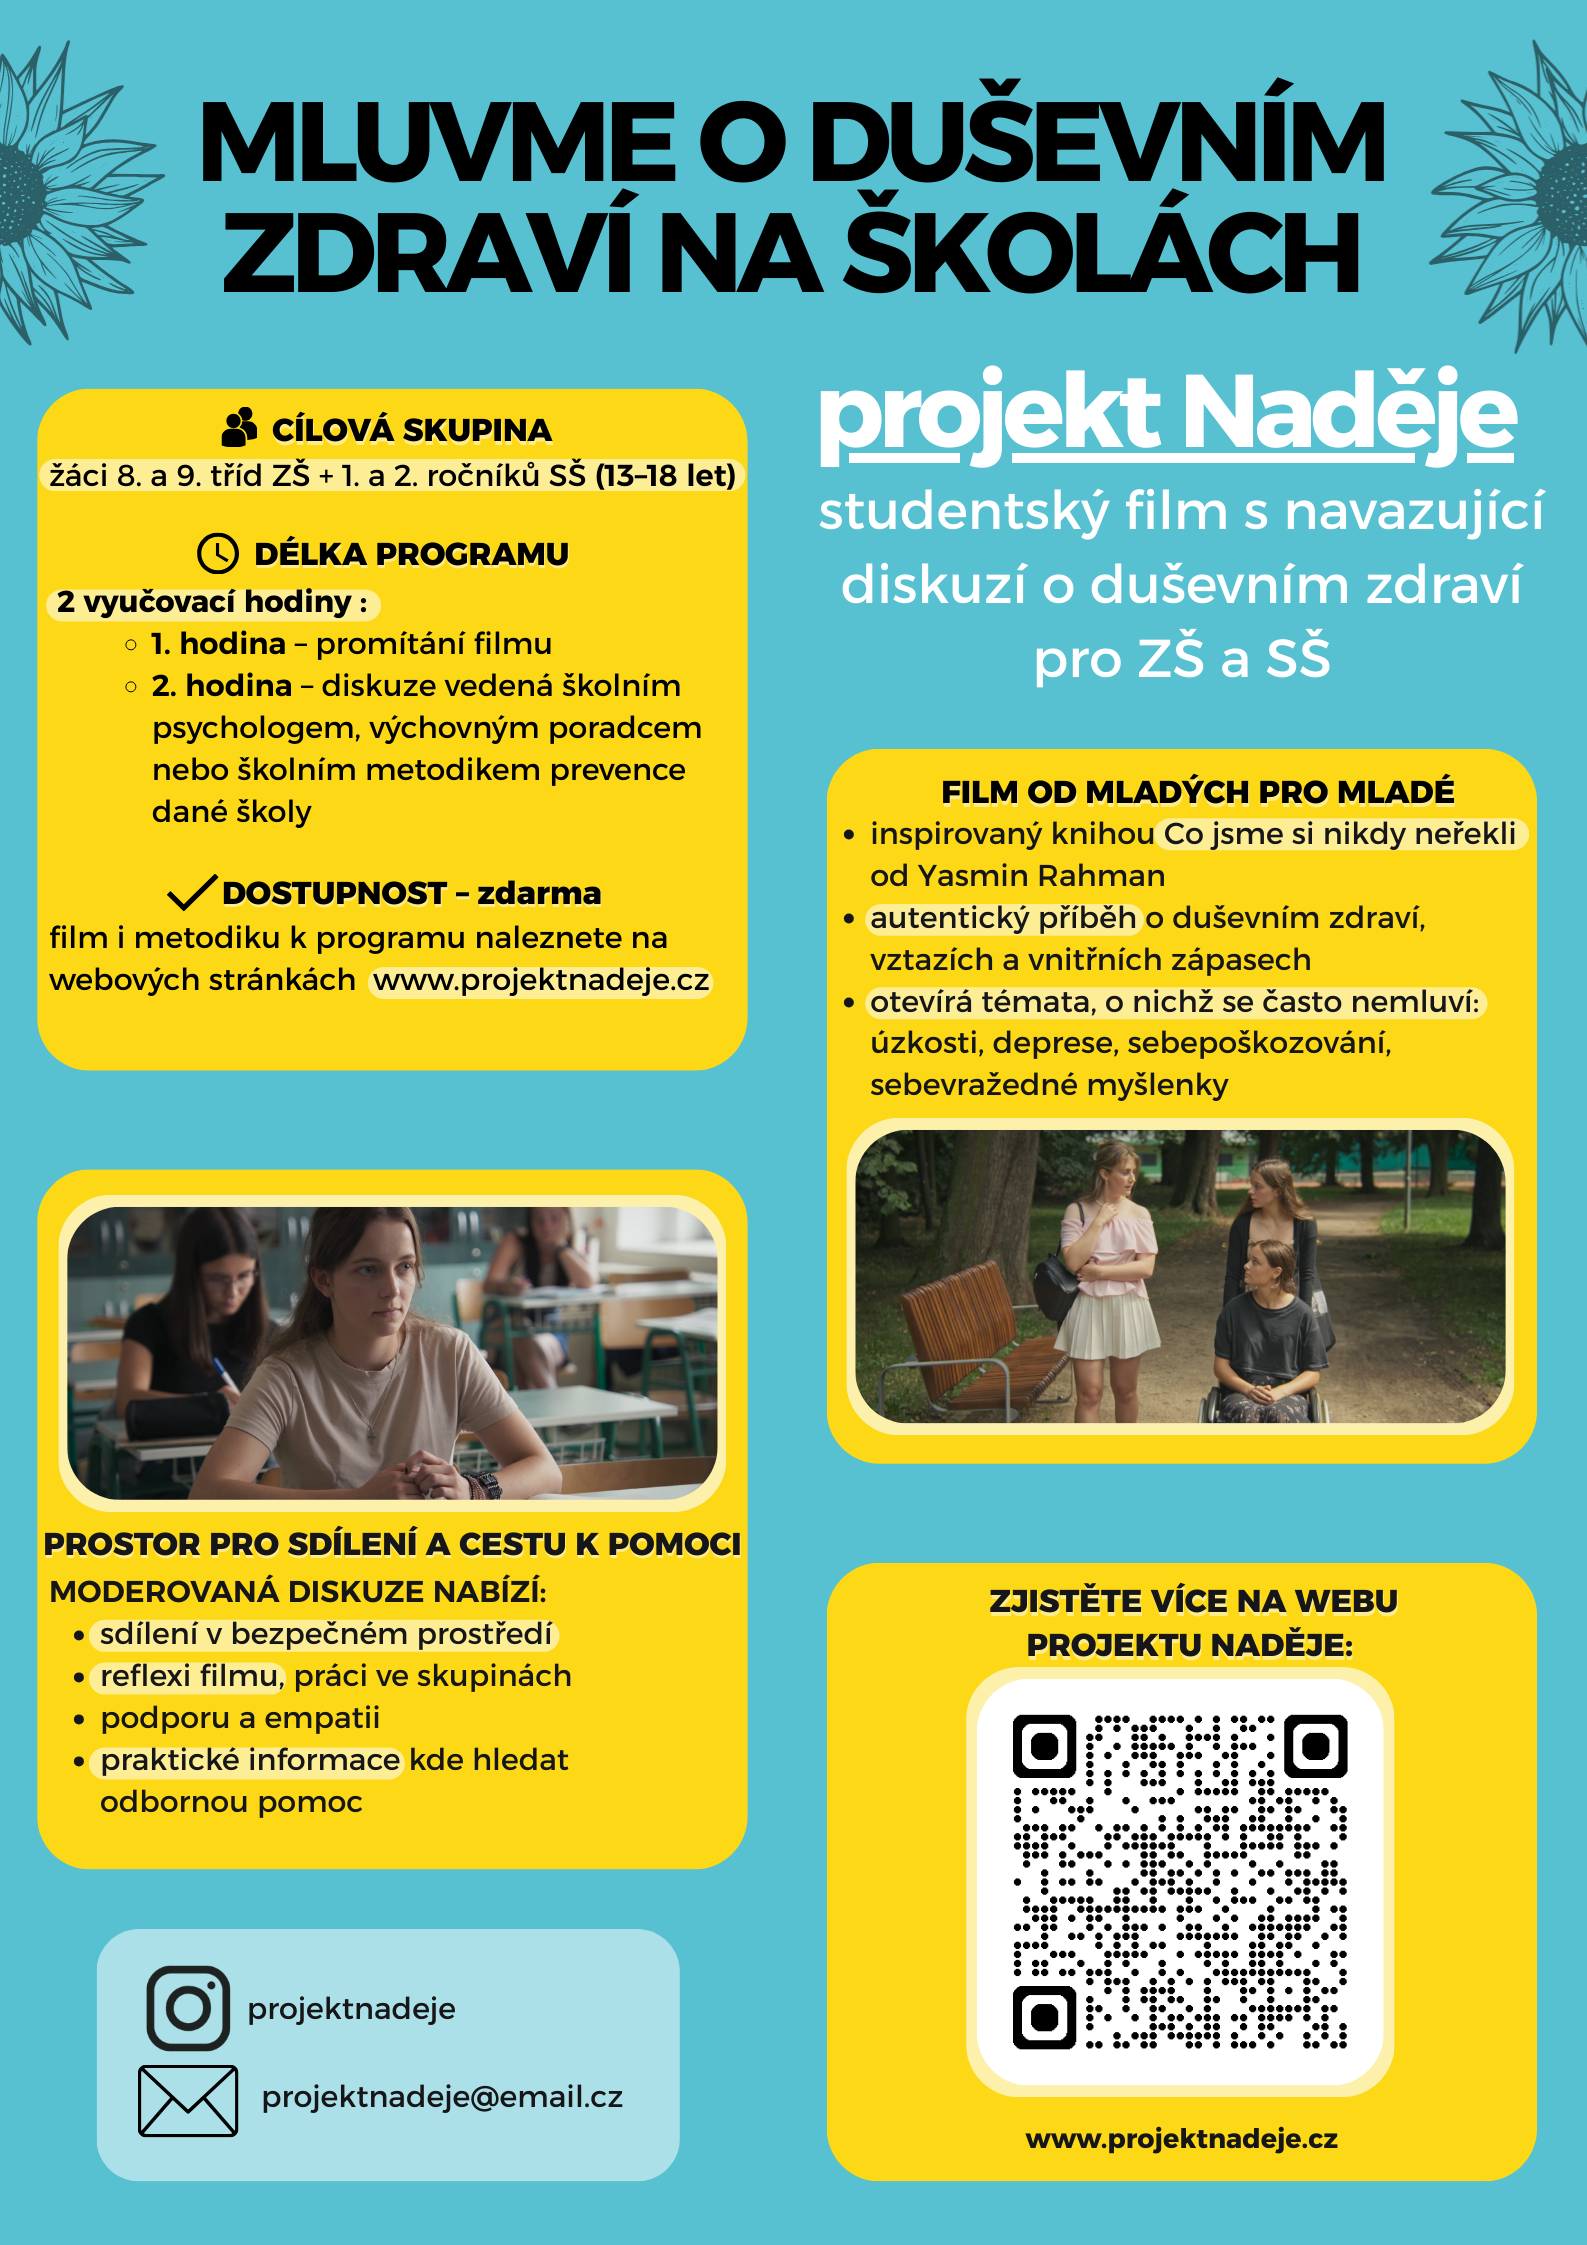 MLUVME O DUŠEVNÍM
ZDRAVÍ NA ŠKOLÁCH
projekt Naděje
studentský film s navazující
diskuzí o duševním zdraví
pro ZŠ a SŠ
CÍLOVÁ SKUPINA
žáci 8. a 9. tříd ZŠ + 1. a 2. ročníků SŠ (13–18 let)
DÉLKA PROGRAMU
2 vyučovací hodiny :
1. hodina – promítání filmu
2. hodina – diskuze vedená školním
psychologem, výchovným poradcem
nebo školním metodikem prevence
dané školy
DOSTUPNOST – zdarma
film i metodiku k programu naleznete na
webových stránkách www.projektnadeje.cz
FILM OD MLADÝCH PRO MLADÉ
inspirovaný knihou Co jsme si nikdy neřekli
od Yasmin Rahman
autentický příběh o duševním zdraví,
vztazích a vnitřních zápasech
otevírá témata, o nichž se často nemluví:
úzkosti, deprese, sebepoškozování,
sebevražedné myšlenky
PROSTOR PRO SDÍLENÍ A CESTU K POMOCI
MODEROVANÁ DISKUZE NABÍZÍ:
sdílení v bezpečném prostředí
reflexi filmu, práci ve skupinách
podporu a empatii
praktické informace kde hledat
odbornou pomoc
ZJISTĚTE VÍCE NA WEBU
PROJEKTU NADĚJE:
www.projektnadeje.cz
projektnadeje
projektnadeje@email.cz